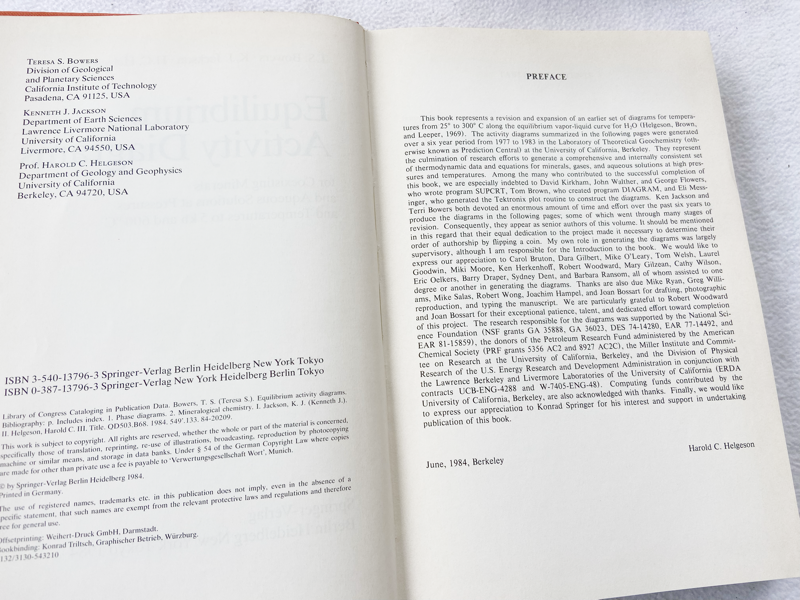 TERESA S. BOWERS
Division of Geological
and Planetary Sciences
California Institute of Technology
Pasadena, CA 91125, USA
KENNETH J. JACKSON
Department of Earth Sciences
Lawrence Livermore National Laboratory
University of California
Livermore, CA 94550, USA
Prof. HAROLD C. HELGESON
Department of Geology and Geophysics
University of California
Berkeley, CA 94720, USA
ISBN 3-540-13796-3 Springer-Verlag Berlin Heidelberg New York Tokyo
ISBN 0-387-13796-3 Springer-Verlag New York Heidelberg Berlin Tokyo
Library of Congress Cataloging in Publication Data. Bowers, T. S. (Teresa S.). Equilibrium activity diagrams.
Bibliography: p. Includes index. 1. Phase diagrams. 2. Mineralogical chemistry. I. Jackson, K. J. (Kenneth J.).
II. Helgeson, Harold C. III. Title. QD503.B68. 1984. 549'.133. 84-20209.
This work is subject to copyright. All rights are reserved, whether the whole or part of the material is concerned,
specifically those of translation, reprinting, re-use of illustrations, broadcasting, reproduction by photocopying
machine or similar means, and storage in data banks. Under § 54 of the German Copyright Law where copies
are made for other than private use a fee is payable to 'Verwertungsgesellschaft Wort', Munich.
© by Springer-Verlag Berlin Heidelberg 1984.
Printed in Germany.
The use of registered names, trademarks etc. in this publication does not imply, even in the absence of a
specific statement, that such names are exempt from the relevant protective laws and regulations and therefore
free for general use.
Offsetprinting: Weihert-Druck GmbH, Darmstadt.
Bookbinding: Konrad Triltsch, Graphischer Betrieb, Würzburg.
2132/3130-543210
PREFACE
This book represents a revision and expansion of an earlier set of diagrams for tempera-
tures from 25° to 300° C along the equilibrium vapor-liquid curve for H2O (Helgeson, Brown,
and Leeper, 1969). The activity diagrams summarized in the following pages were generated
over a six year period from 1977 to 1983 in the Laboratory of Theoretical Geochemistry (oth-
erwise known as Prediction Central) at the University of California, Berkeley. They represent
the culmination of research efforts to generate a comprehensive and internally consistent set
of thermodynamic data and equations for minerals, gases, and aqueous solutions at high pres-
sures and temperatures. Among the many who contributed to the successful completion of
this book, we are especially indebted to David Kirkham, John Walther, and George Flowers,
who wrote program SUPCRT, Tom Brown, who created program DIAGRAM, and Eli Mess-
inger, who generated the Tektronix plot routine to construct the diagrams. Ken Jackson and
Terri Bowers both devoted an enormous amount of time and effort over the past six years to
produce the diagrams in the following pages; some of which went through many stages of
revision. Consequently, they appear as senior authors of this volume. It should be mentioned
in this regard that their equal dedication to the project made it necessary to determine their
order of authorship by flipping a coin. My own role in generating the diagrams was largely
supervisory, although I am responsible for the Introduction to the book. We would like to
express our appreciation to Carol Bruton, Dara Gilbert, Mike O'Leary, Tom Welsh, Laurel
Goodwin, Miki Moore, Ken Herkenhoff, Robert Woodward, Mary Gilzean, Cathy Wilson,
Eric Oelkers, Barry Draper, Sydney Dent, and Barbara Ransom, all of whom assisted to one
degree or another in generating the diagrams. Thanks are also due Mike Ryan, Greg Willi-
ams, Mike Salas, Robert Wong, Joachim Hampel, and Joan Bossart for drafting, photographic
reproduction, and typing the manuscript. We are particularly grateful to Robert Woodward
and Joan Bossart for their exceptional patience, talent, and dedicated effort toward completion
of this project. The research responsible for the diagrams was supported by the National Sci-
ence Foundation (NSF grants GA 35888, GA 36023, DES 74-14280, EAR 77-14492, and
EAR 81-15859), the donors of the Petroleum Research Fund administered by the American
Chemical Society (PRF grants 5356 AC2 and 8927 AC2C), the Miller Institute and Commit-
tee on Research at the University of California, Berkeley, and the Division of Physical
Research of the U.S. Energy Research and Development Administration in conjunction with
the Lawrence Berkeley and Livermore Laboratories of the University of California (ERDA
contracts UCB-ENG-4288 and W-7405-ENG-48). Computing funds contributed by the
University of California, Berkeley, are also acknowledged with thanks. Finally, we would like
to express our appreciation to Konrad Springer for his interest and support in undertaking
publication of this book.
Harold C. Helgeson
June, 1984, Berkeley